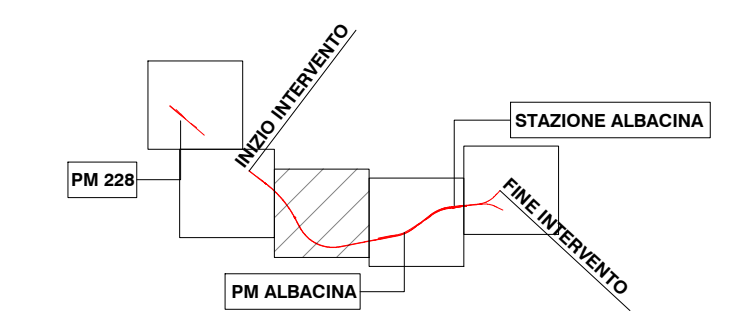 INIZIO INTERVENTO
STAZIONE ALBACINA
PM 228
FINE INTERVENTO
PM ALBACINA